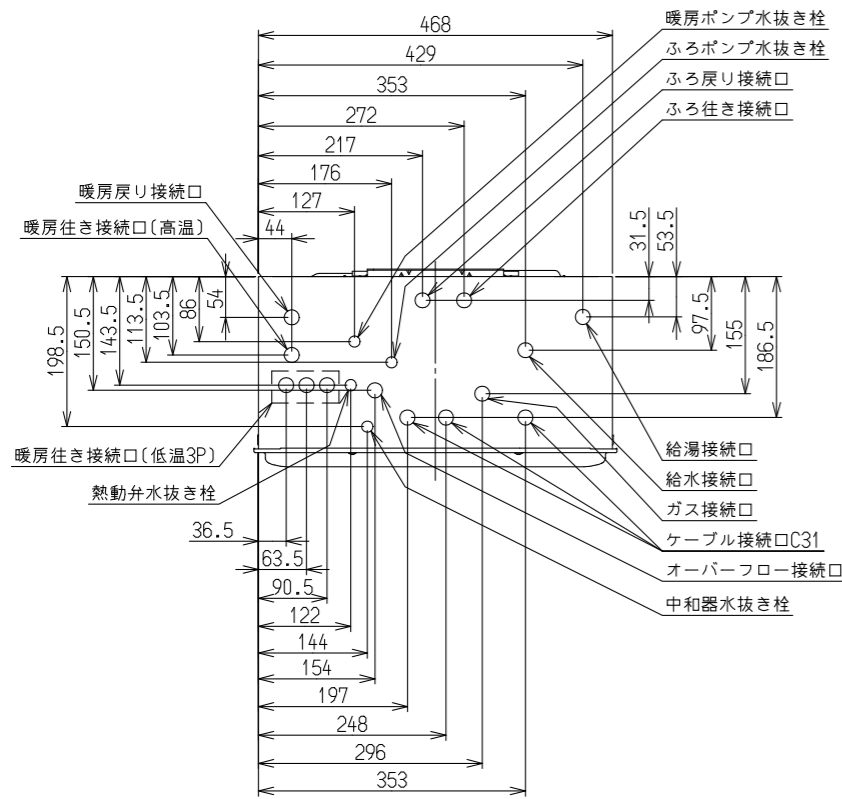 暖房ポンプ水抜き栓
468
ふろポンプ水抜き栓
429
ふろ戻り接続口
353
ふろ往き接続口
272
217
176
暖房戻り接続口
127
暖房往き接続口(高温)
44
31.5
53.5
198.5
150.5
143.5
113.5
103.5
86
54
97.5
155
186.5
暖房往き接続口(低温3P)
熱動弁水抜き栓
給湯接続口
給水接続口
ガス接続口
ケーブル接続口C31
オーバーフロー接続口
中和器水抜き栓
36.5
63.5
90.5
122
144
154
197
248
296
353